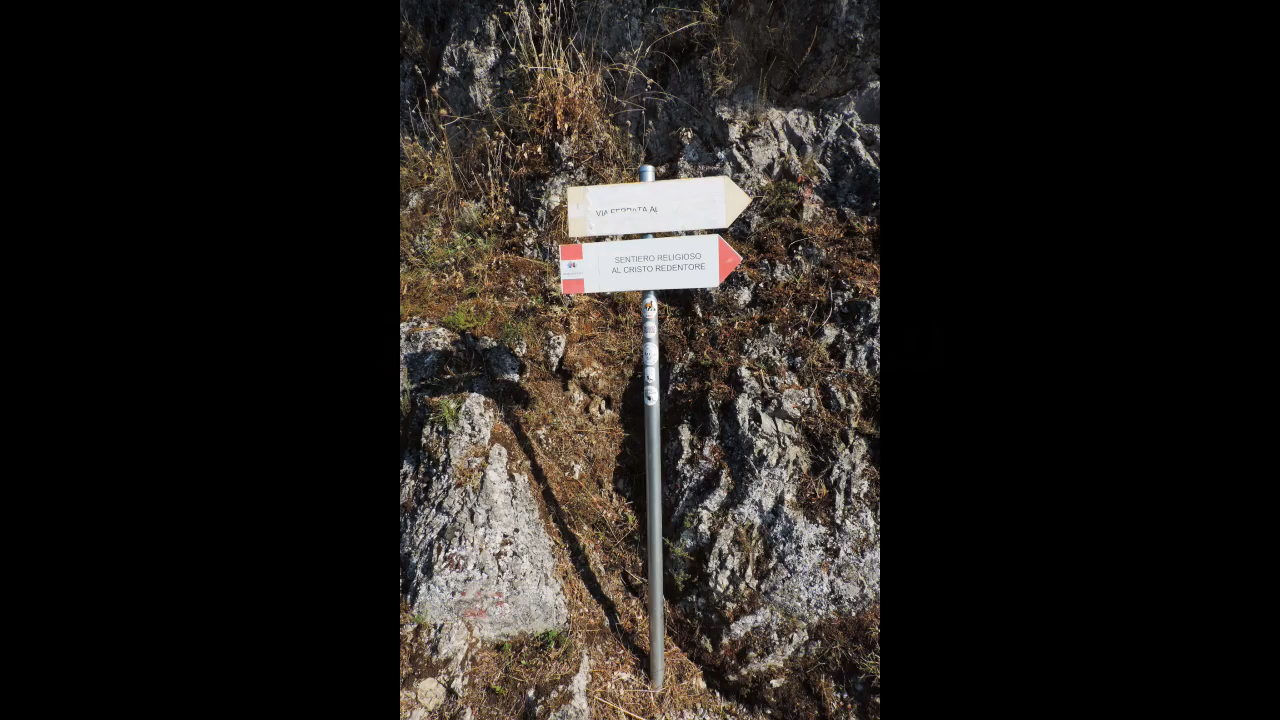 VIA FERRATA AL
SENTIERO RELIGIOSO
AL CRISTO REDENTORE